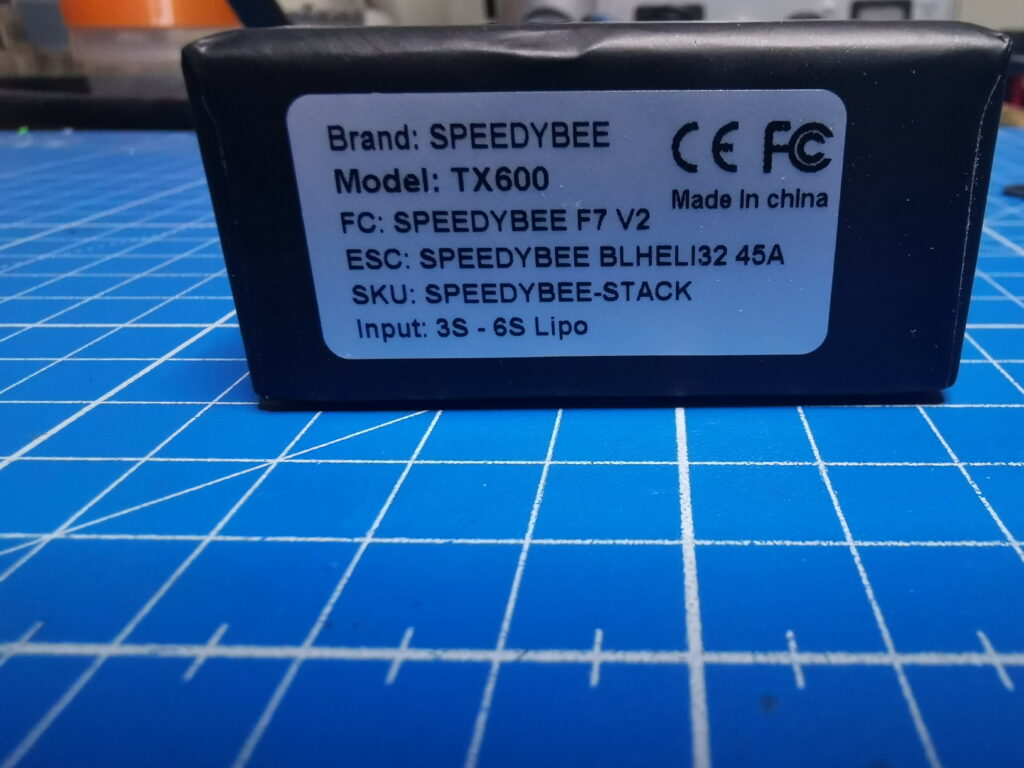 Brand: SPEEDYBEE
Model: TX600
FC: SPEEDYBEE F7 V2
ESC: SPEEDYBEE BLHELI32 45A
SKU: SPEEDYBEE-STACK
Input: 3S - 6S Lipo
CE FC
Made in china